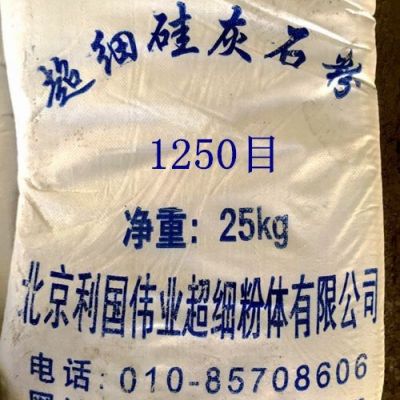 超细硅灰石粉
1250目
净重：25kg
北京利国伟业超细粉体有限公司
电话：010-85708606